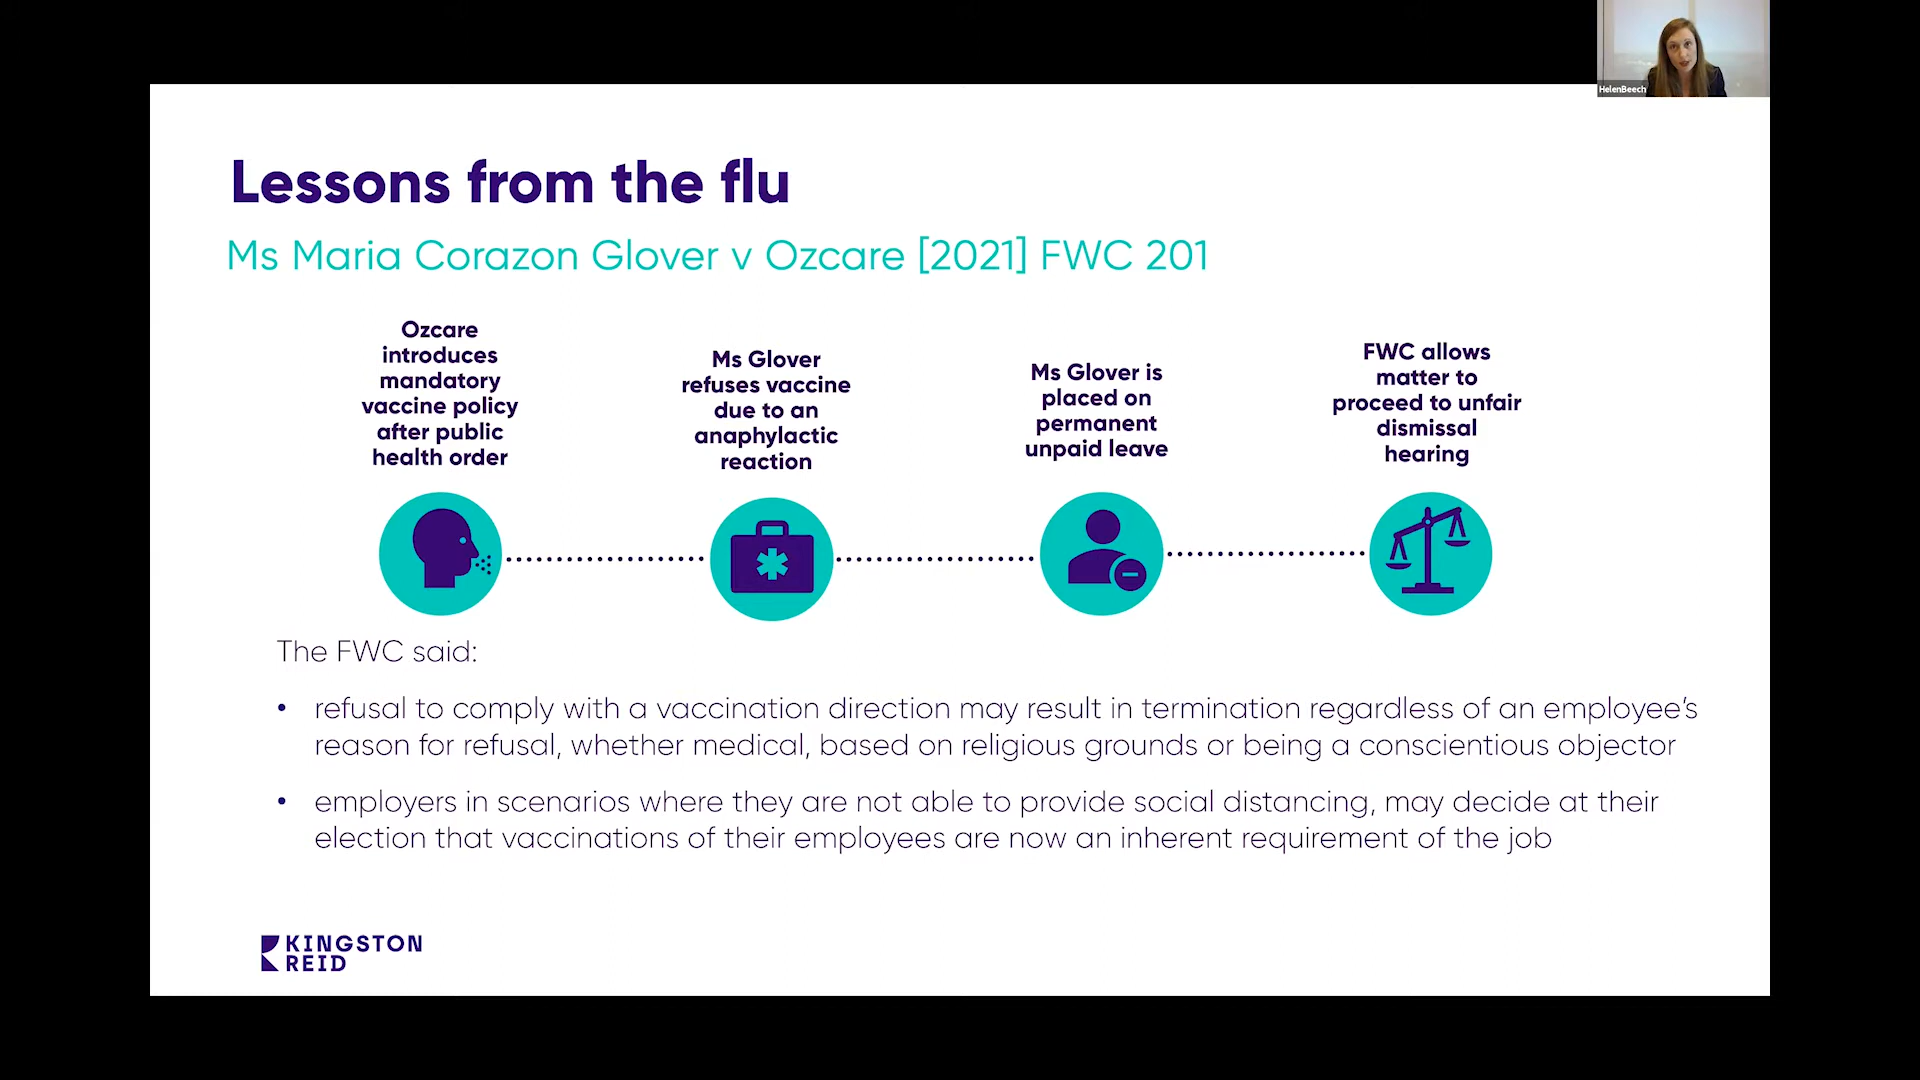 HelenBeech
Lessons from the flu
Ms Maria Corazon Glover v Ozcare [2021] FWC 201
Ozcare
introduces
mandatory
vaccine policy
after public
health order
Ms Glover
refuses vaccine
due to an
anaphylactic
reaction
Ms Glover is
placed on
permanent
unpaid leave
FWC allows
matter to
proceed to unfair
dismissal
hearing
The FWC said:
• refusal to comply with a vaccination direction may result in termination regardless of an employee’s
reason for refusal, whether medical, based on religious grounds or being a conscientious objector
• employers in scenarios where they are not able to provide social distancing, may decide at their
election that vaccinations of their employees are now an inherent requirement of the job
KINGSTON
REID